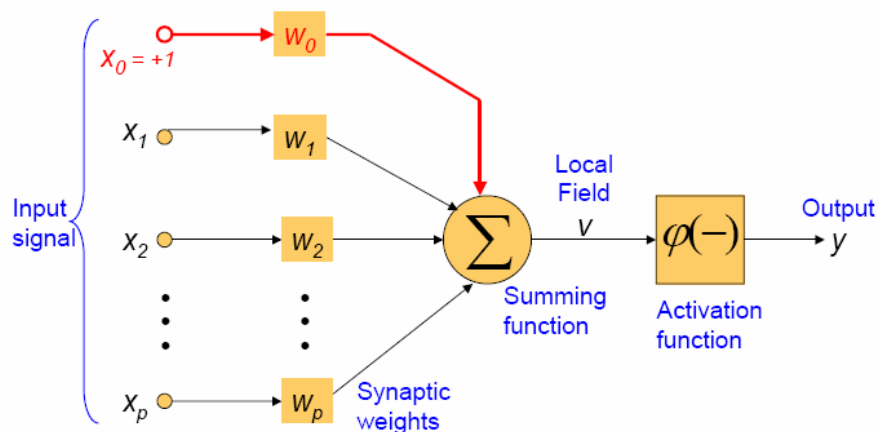 x₀ = +1
w₀
x₁
w₁
Local
Field
Input
signal
x₂
w₂
Σ
v
φ(−)
Output
y
Summing
function
Activation
function
xₚ
wₚ
Synaptic
weights